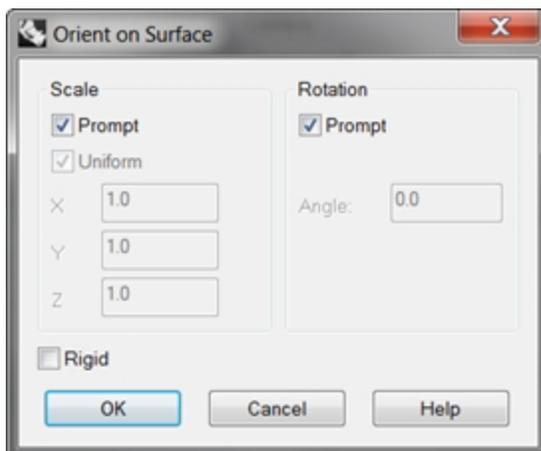 Orient on Surface
Scale
Prompt
Uniform
X 1.0
Y 1.0
Z 1.0
Rotation
Prompt
Angle: 0.0
Rigid
OK Cancel Help